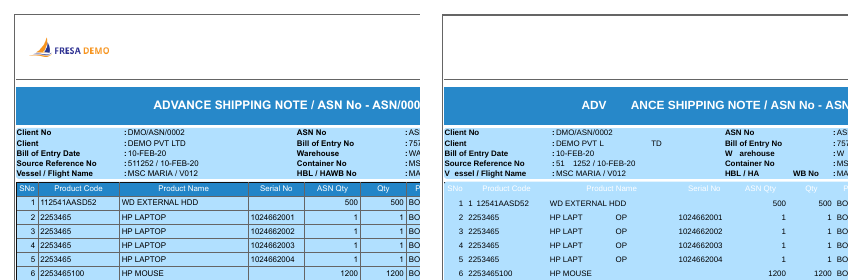 FRESA DEMO
ADVANCE SHIPPING NOTE / ASN No - ASN/000
Client No : DMO/ASN/0002 ASN No : AS
Client : DEMO PVT LTD Bill of Entry No : 757
Bill of Entry Date : 10-FEB-20 Warehouse : WA
Source Reference No : 511252 / 10-FEB-20 Container No : MS
Vessel / Flight Name : MSC MARIA / V012 HBL / HAWB No : MA
SNo Product Code Product Name Serial No ASN Qty Qty P
1 112541AASD52 WD EXTERNAL HDD 500 500 BO
2 2253465 HP LAPTOP 1024662001 1 1 BO
3 2253465 HP LAPTOP 1024662002 1 1 BO
4 2253465 HP LAPTOP 1024662003 1 1 BO
5 2253465 HP LAPTOP 1024662004 1 1 BO
6 2253465100 HP MOUSE 1200 1200 BO
ADV ANCE SHIPPING NOTE / ASN No - ASN
Client No : DMO/ASN/0002 ASN No : AS
Client : DEMO PVT L TD Bill of Entry No : 757
Bill of Entry Date : 10-FEB-20 W arehouse : W
Source Reference No : 51 1252 / 10-FEB-20 Container No : MS
V essel / Flight Name : MSC MARIA / V012 HBL / HA WB No : MA
SNo Product Code Product Name Serial No ASN Qty Qty P
1 1 12541AASD52 WD EXTERNAL HDD 500 500 BO
2 2253465 HP LAPT OP 1024662001 1 1 BO
3 2253465 HP LAPT OP 1024662002 1 1 BO
4 2253465 HP LAPT OP 1024662003 1 1 BO
5 2253465 HP LAPT OP 1024662004 1 1 BO
6 2253465100 HP MOUSE 1200 1200 BO